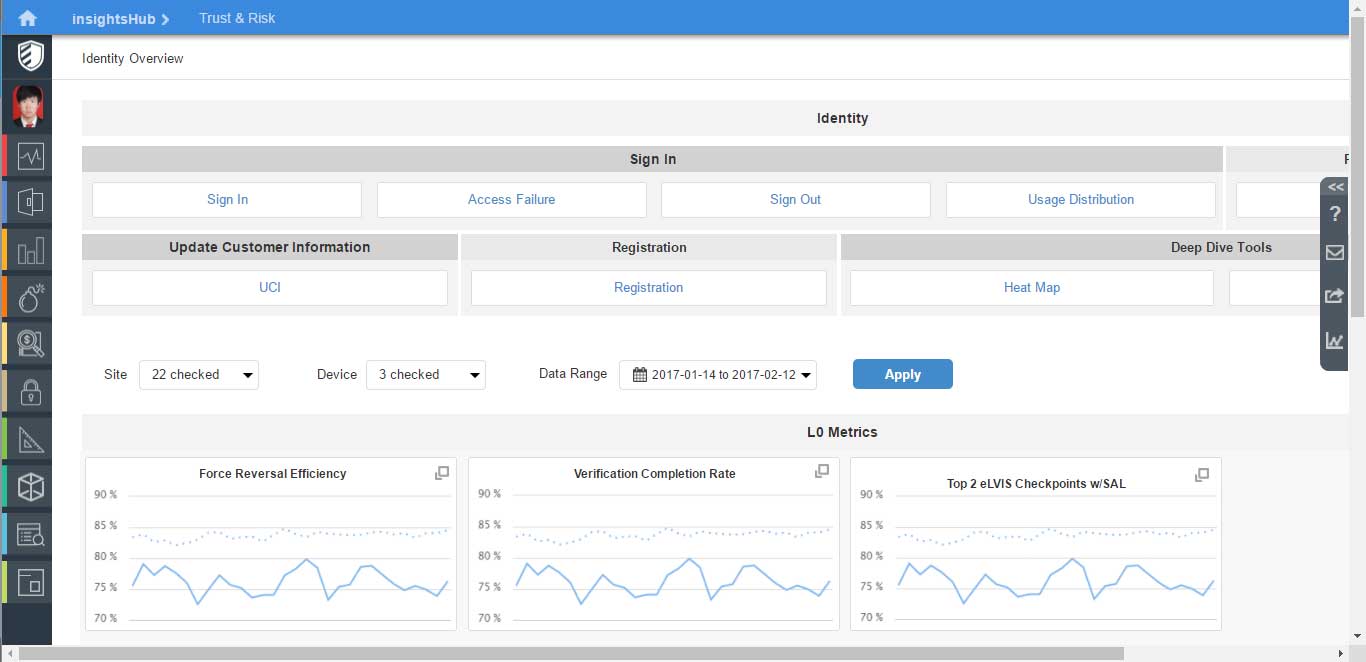 insightsHub
Trust & Risk
Identity Overview
Identity
Sign In
Sign In
Access Failure
Sign Out
Usage Distribution
Update Customer Information
Registration
Deep Dive Tools
UCI
Registration
Heat Map
<<
?
Site
22 checked
Device
3 checked
Data Range
2017-01-14 to 2017-02-12
Apply
L0 Metrics
Force Reversal Efficiency
90 %
85 %
80 %
75 %
70 %
Verification Completion Rate
90 %
85 %
80 %
75 %
70 %
Top 2 eLVIS Checkpoints w/SAL
90 %
85 %
80 %
75 %
70 %